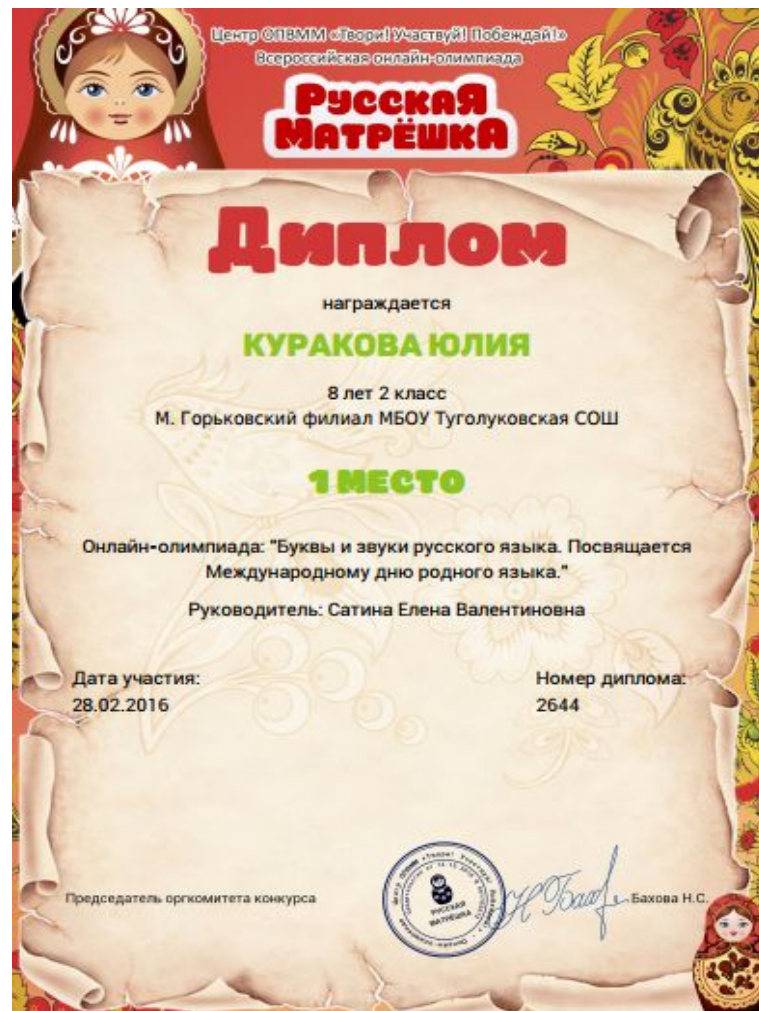 Центр ОПВММ «Твори! Участвуй! Побеждай!»
Всероссийская онлайн-олимпиада
РУССКАЯ
МАТРЁШКА
Диплом
награждается
КУРАКОВА ЮЛИЯ
8 лет 2 класс
М. Горьковский филиал МБОУ Туголуковская СОШ
1 МЕСТО
Онлайн-олимпиада: "Буквы и звуки русского языка. Посвящается
Международному дню родного языка."
Руководитель: Сатина Елена Валентиновна
Дата участия:
28.02.2016
Номер диплома:
2644
Председатель оргкомитета конкурса
РУССКАЯ
МАТРЁШКА
Бахова Н.С.